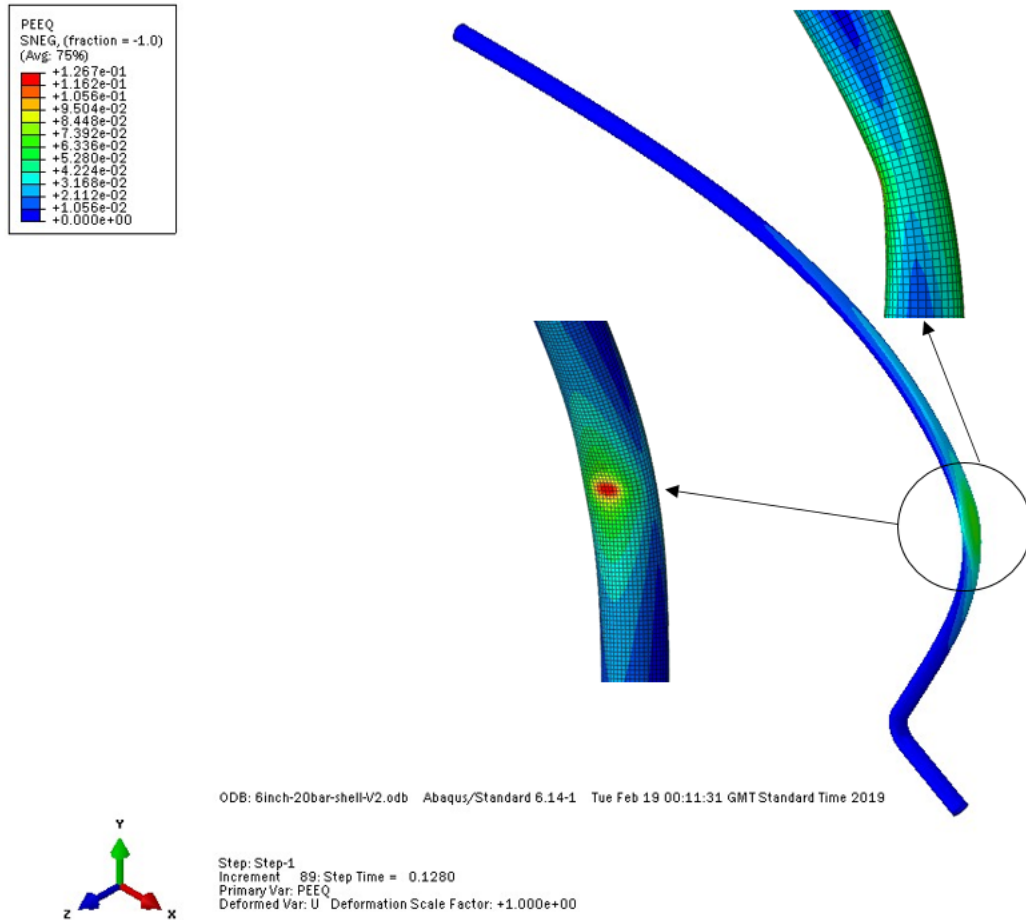 PEEQ
SNEG, (fraction = -1.0)
(Avg: 75%)
+1.267e-01
+1.162e-01
+1.056e-01
+9.504e-02
+8.448e-02
+7.392e-02
+6.336e-02
+5.280e-02
+4.224e-02
+3.168e-02
+2.112e-02
+1.056e-02
+0.000e+00
ODB: 6inch-20bar-shell-V2.odb Abaqus/Standard 6.14-1 Tue Feb 19 00:11:31 GMT Standard Time 2019
Y
Z
X
Step: Step-1
Increment 89: Step Time = 0.1280
Primary Var: PEEQ
Deformed Var: U Deformation Scale Factor: +1.000e+00